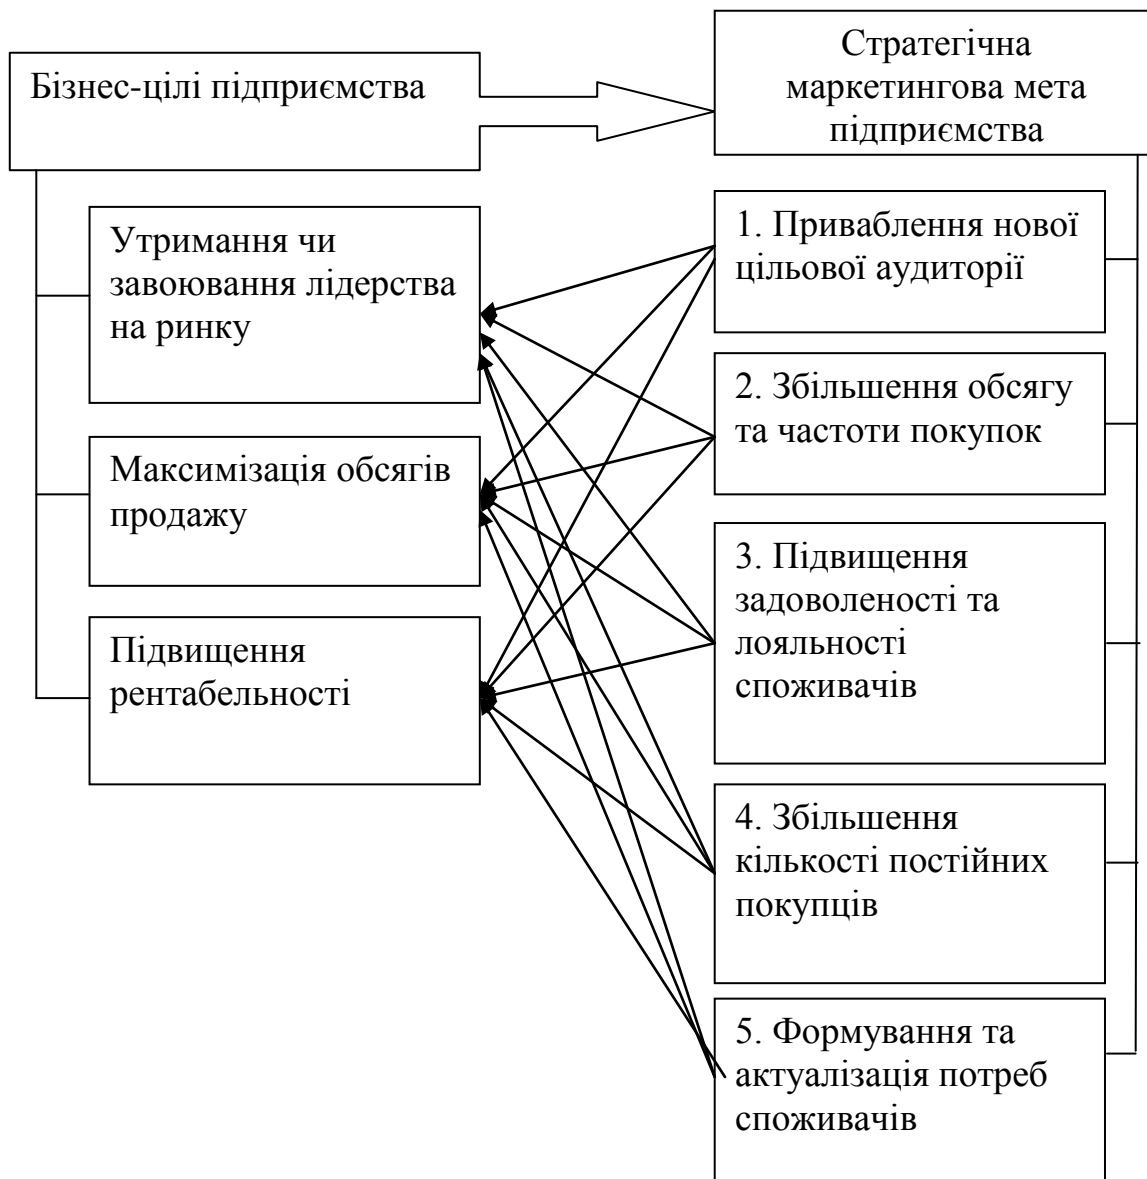 Бізнес-цілі підприємства
Стратегічна
маркетингова мета
підприємства
Утримання чи
завоювання лідерства
на ринку
Максимізація обсягів
продажу
Підвищення
рентабельності
1. Приваблення нової
цільової аудиторії
2. Збільшення обсягу
та частоти покупок
3. Підвищення
задоволеності та
лояльності
споживачів
4. Збільшення
кількості постійних
покупців
5. Формування та
актуалізація потреб
споживачів